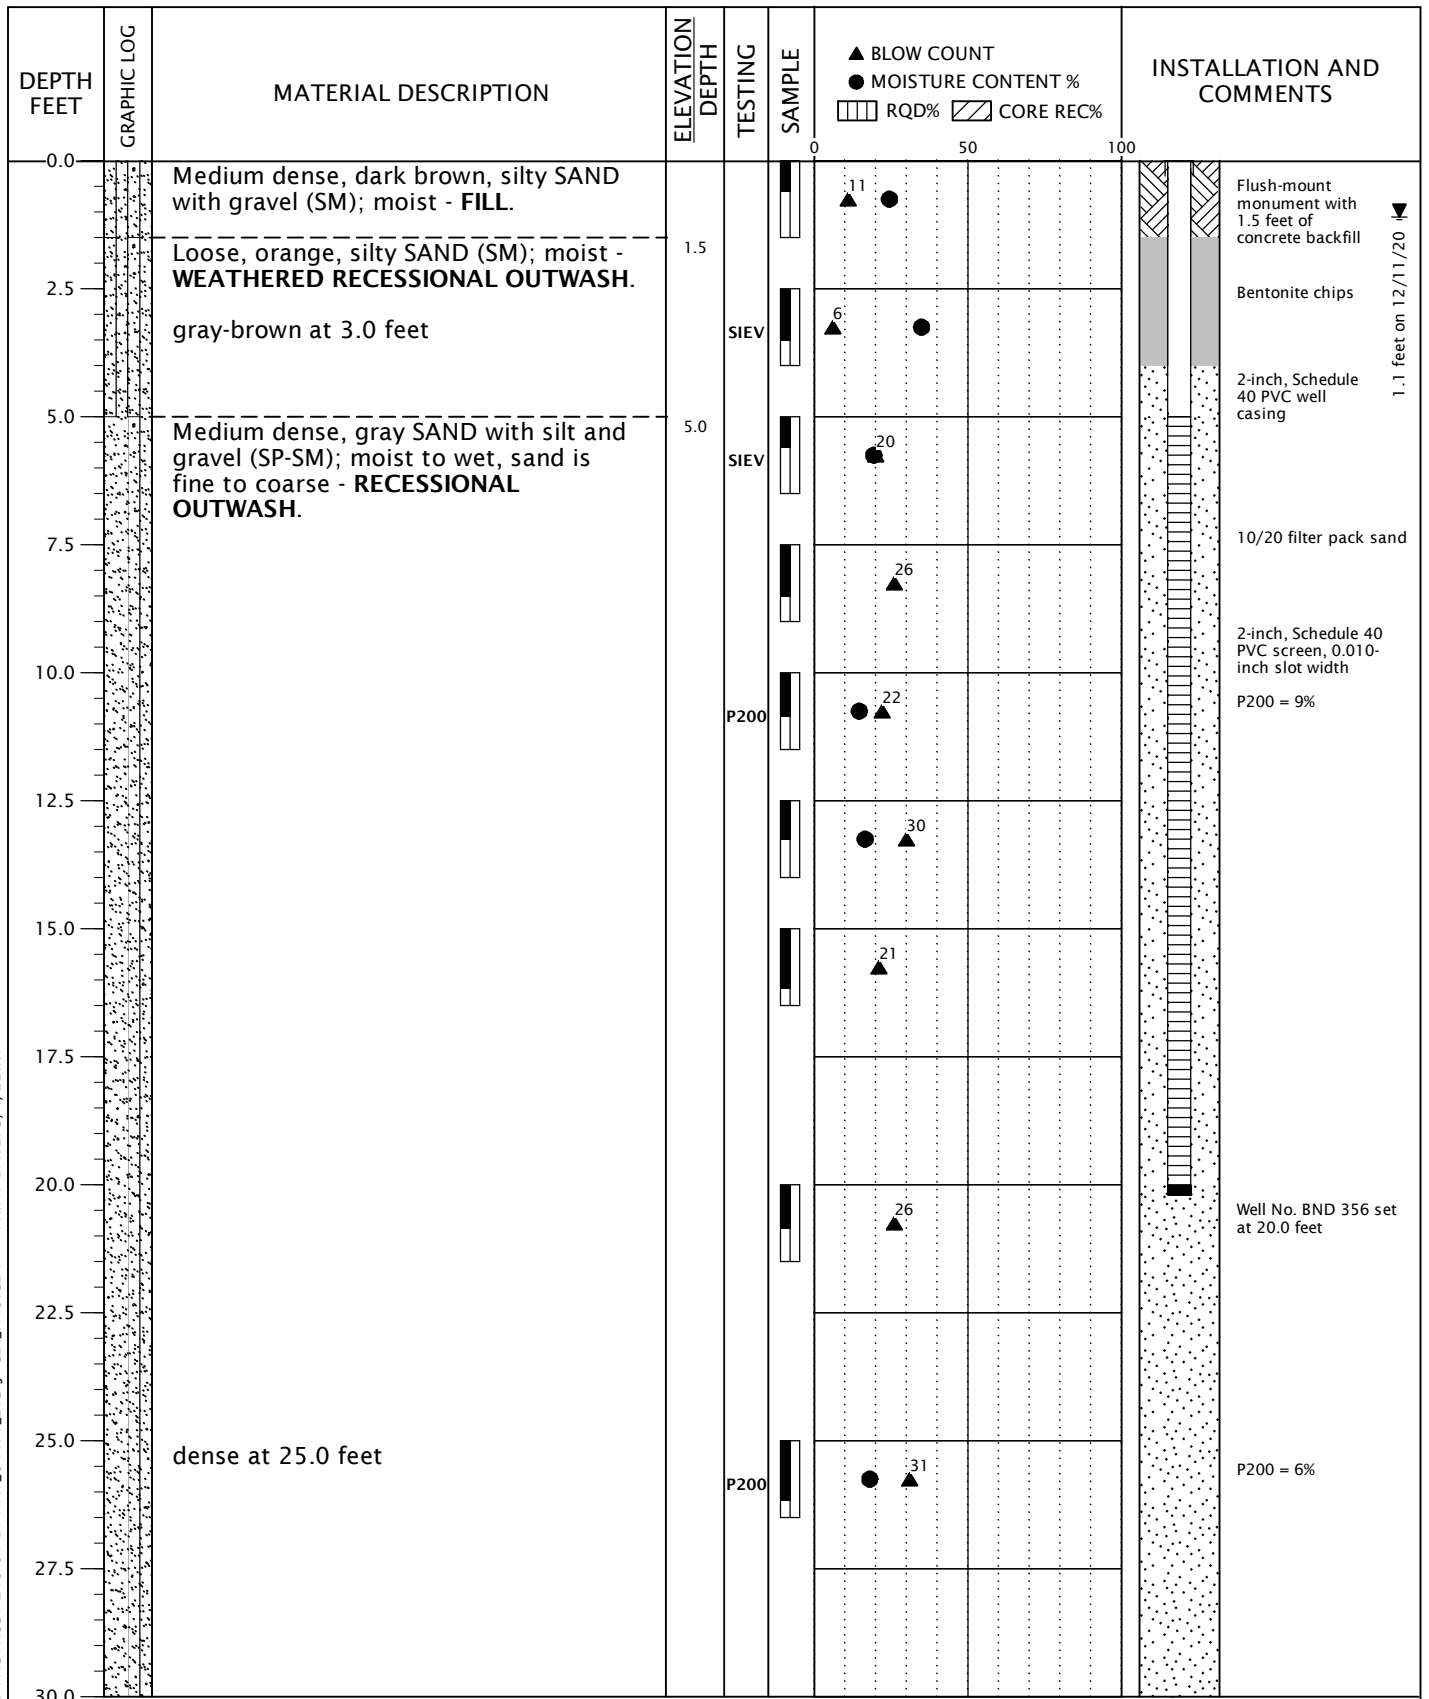 DEPTH
FEET
GRAPHIC LOG
MATERIAL DESCRIPTION
ELEVATION
DEPTH
TESTING
SAMPLE
▲ BLOW COUNT
● MOISTURE CONTENT %
RQD% CORE REC%
INSTALLATION AND
COMMENTS
0 50 100
0.0
Medium dense, dark brown, silty SAND
with gravel (SM); moist - FILL.
11
Flush-mount
monument with
1.5 feet of
concrete backfill
1.1 feet on 12/11/20
1.5
Loose, orange, silty SAND (SM); moist -
WEATHERED RECESSIONAL OUTWASH.
2.5
Bentonite chips
gray-brown at 3.0 feet
SIEV
6
2-inch, Schedule
40 PVC well
casing
5.0
5.0
Medium dense, gray SAND with silt and
gravel (SP-SM); moist to wet, sand is
fine to coarse - RECESSIONAL
OUTWASH.
SIEV
20
7.5
10/20 filter pack sand
26
2-inch, Schedule 40
PVC screen, 0.010-
inch slot width
10.0
P200
22
P200 = 9%
12.5
30
15.0
21
17.5
20.0
26
Well No. BND 356 set
at 20.0 feet
22.5
25.0
dense at 25.0 feet
P200
31
P200 = 6%
27.5
30.0